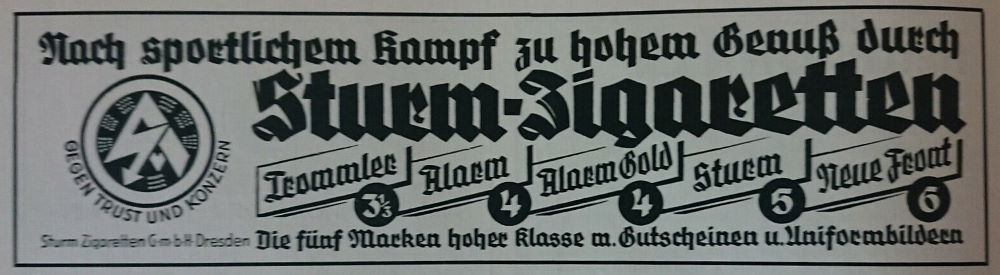 Nach sportlichem Kampf zu hohem Genuß durch
Sturm-Zigaretten
SA
GEGEN TRUST UND KONZERN
Trommler 3⅓
Alarm 4
Alarm Gold 4
Sturm 5
Neue Front 6
Sturm Zigaretten G·m·b·H·Dresden
Die fünf Marken hoher Klasse m. Gutscheinen u. Uniformbildern